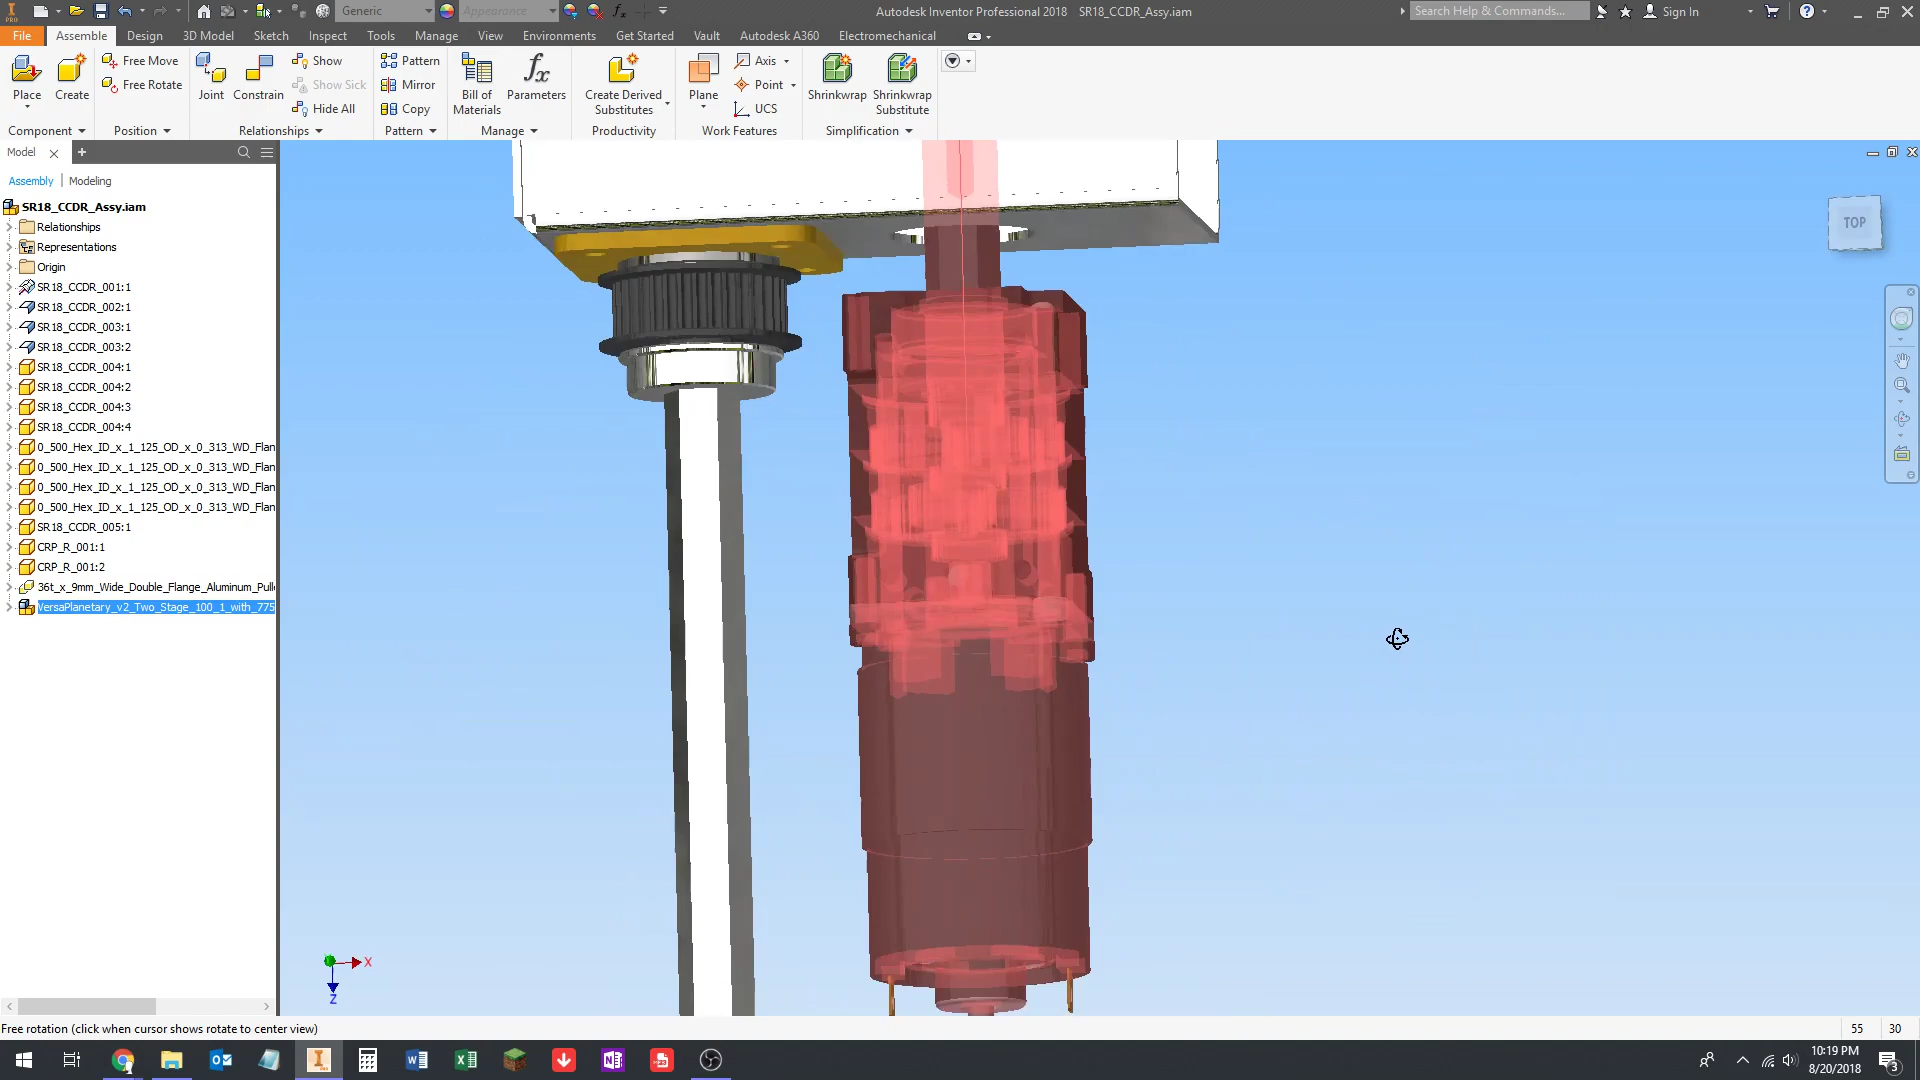 PRO
Generic
Appearance
Autodesk Inventor Professional 2018 SR18_CCDR_Assy.iam
Search Help & Commands...
Sign In
File
Assemble
Design
3D Model
Sketch
Inspect
Tools
Manage
View
Environments
Get Started
Vault
Autodesk A360
Electromechanical
Place
Create
Component
Free Move
Free Rotate
Position
Joint
Constrain
Show
Show Sick
Hide All
Relationships
Pattern
Mirror
Copy
Pattern
Bill of
Materials
fx
Parameters
Manage
Create Derived
Substitutes
Productivity
Plane
Axis
Point
UCS
Work Features
Shrinkwrap
Shrinkwrap
Substitute
Simplification
Model
Assembly | Modeling
SR18_CCDR_Assy.iam
Relationships
Representations
Origin
SR18_CCDR_001:1
SR18_CCDR_002:1
SR18_CCDR_003:1
SR18_CCDR_003:2
SR18_CCDR_004:1
SR18_CCDR_004:2
SR18_CCDR_004:3
SR18_CCDR_004:4
0_500_Hex_ID_x_1_125_OD_x_0_313_WD_Flan
0_500_Hex_ID_x_1_125_OD_x_0_313_WD_Flan
0_500_Hex_ID_x_1_125_OD_x_0_313_WD_Flan
0_500_Hex_ID_x_1_125_OD_x_0_313_WD_Flan
SR18_CCDR_005:1
CRP_R_001:1
CRP_R_001:2
36t_x_9mm_Wide_Double_Flange_Aluminum_Pull
VersaPlanetary_v2_Two_Stage_100_1_with_775
TOP
X
Z
Free rotation (click when cursor shows rotate to center view)
55 30
10:19 PM
8/20/2018
3